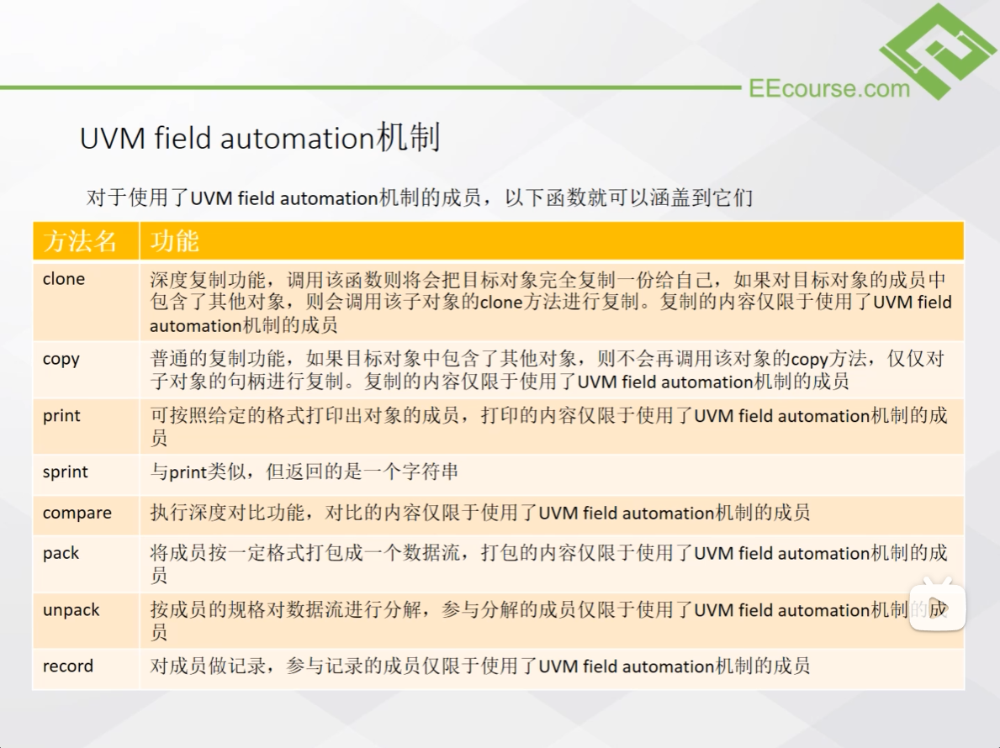 EEcourse.com
UVM field automation机制
对于使用了UVM field automation机制的成员，以下函数就可以涵盖到它们
方法名 功能
clone 深度复制功能，调用该函数则将会把目标对象完全复制一份给自己，如果对目标对象的成员中
包含了其他对象，则会调用该子对象的clone方法进行复制。复制的内容仅限于使用了UVM field
automation机制的成员
copy 普通的复制功能，如果目标对象中包含了其他对象，则不会再调用该对象的copy方法，仅仅对
子对象的句柄进行复制。复制的内容仅限于使用了UVM field automation机制的成员
print 可按照给定的格式打印出对象的成员，打印的内容仅限于使用了UVM field automation机制的成
员
sprint 与print类似，但返回的是一个字符串
compare 执行深度对比功能，对比的内容仅限于使用了UVM field automation机制的成员
pack 将成员按一定格式打包成一个数据流，打包的内容仅限于使用了UVM field automation机制的成
员
unpack 按成员的规格对数据流进行分解，参与分解的成员仅限于使用了UVM field automation机制的成
员
record 对成员做记录，参与记录的成员仅限于使用了UVM field automation机制的成员